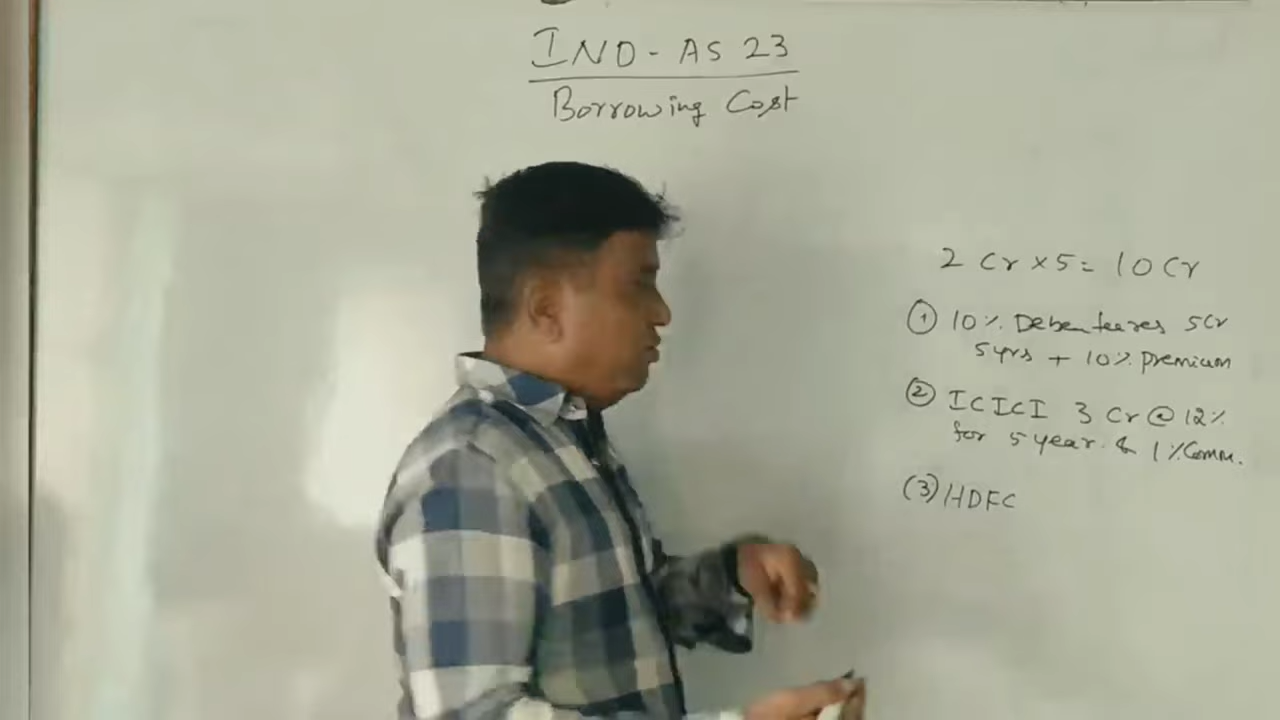 IND-AS 23
Borrowing Cost
2 Cr x 5 = 10 Cr
① 10% Debenteures 5Cr
5yrs + 10% premium
② ICICI 3 Cr @ 12%
for 5 year. & 1% Comm.
(3) HDFC